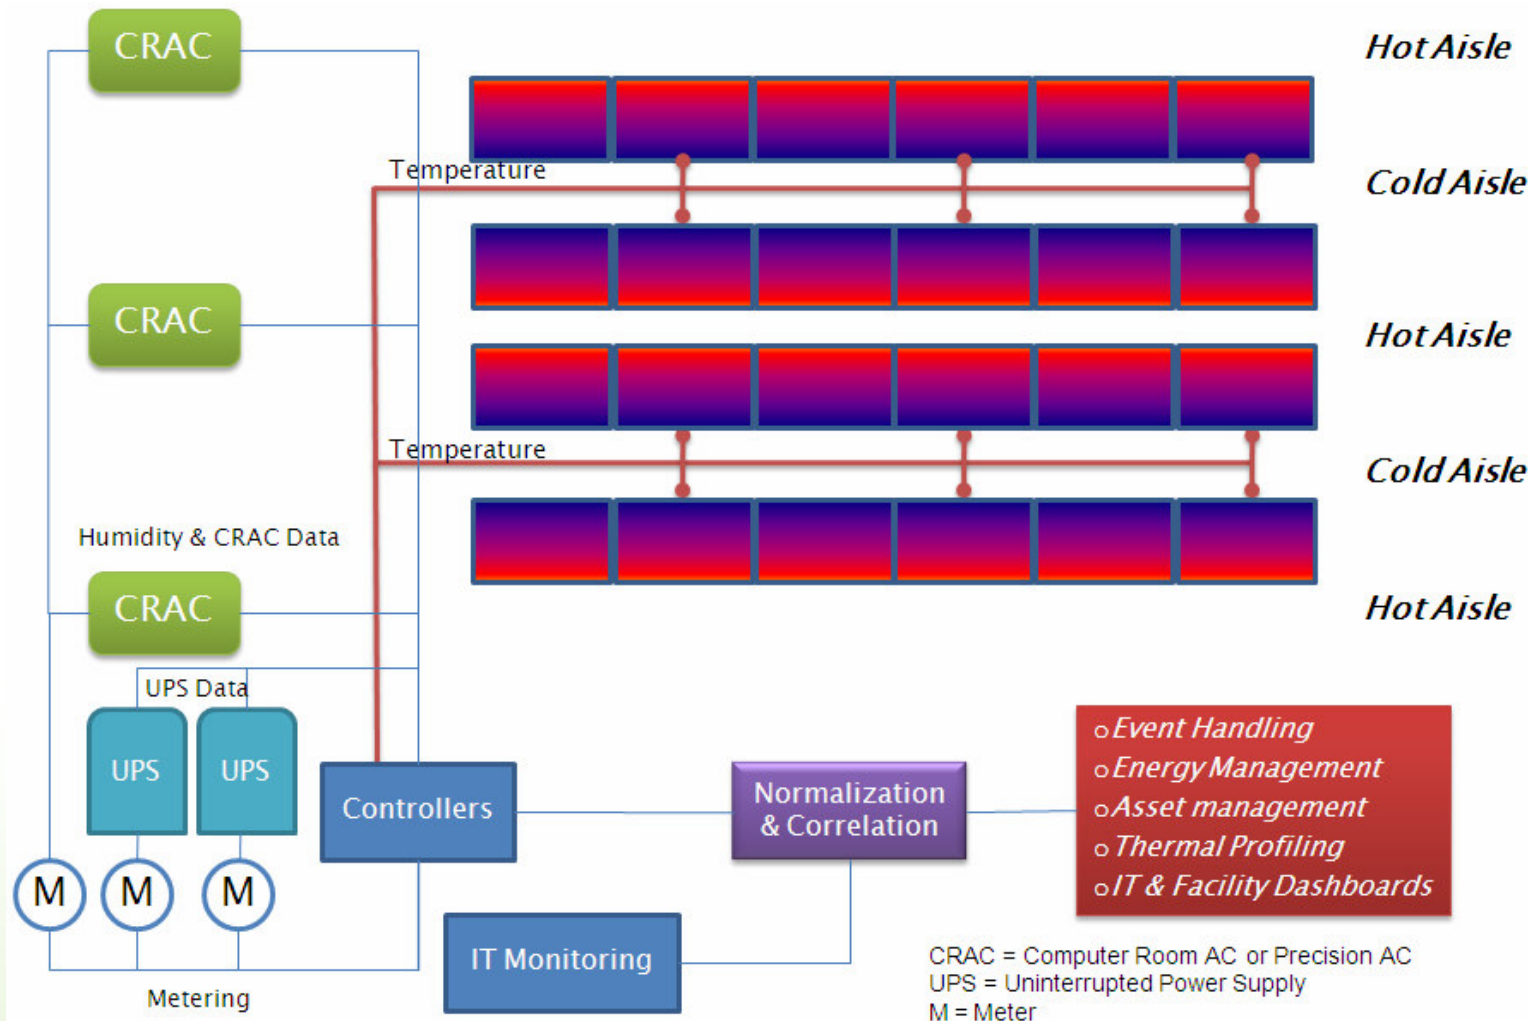 CRAC
Hot Aisle
Temperature
Cold Aisle
CRAC
Hot Aisle
Temperature
Cold Aisle
Humidity & CRAC Data
CRAC
Hot Aisle
UPS Data
UPS
UPS
Controllers
Normalization
& Correlation
Event Handling
Energy Management
Asset management
Thermal Profiling
IT & Facility Dashboards
M
M
M
IT Monitoring
Metering
CRAC = Computer Room AC or Precision AC
UPS = Uninterrupted Power Supply
M = Meter